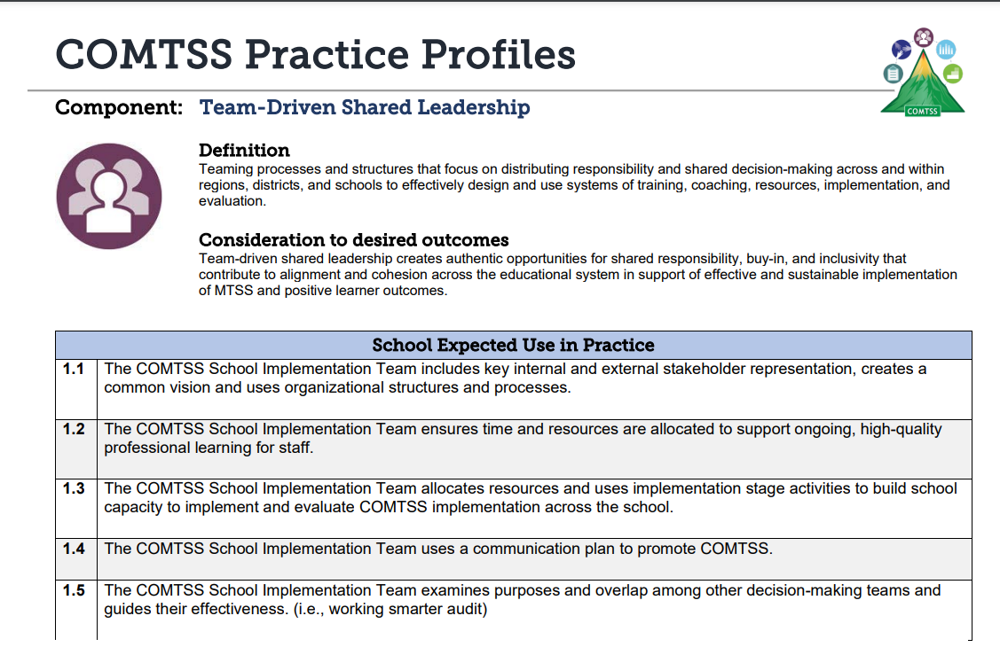 COMTSS Practice Profiles
COMTSS
Component: Team-Driven Shared Leadership
Definition
Teaming processes and structures that focus on distributing responsibility and shared decision-making across and within
regions, districts, and schools to effectively design and use systems of training, coaching, resources, implementation, and
evaluation.
Consideration to desired outcomes
Team-driven shared leadership creates authentic opportunities for shared responsibility, buy-in, and inclusivity that
contribute to alignment and cohesion across the educational system in support of effective and sustainable implementation
of MTSS and positive learner outcomes.
School Expected Use in Practice
1.1 The COMTSS School Implementation Team includes key internal and external stakeholder representation, creates a
common vision and uses organizational structures and processes.
1.2 The COMTSS School Implementation Team ensures time and resources are allocated to support ongoing, high-quality
professional learning for staff.
1.3 The COMTSS School Implementation Team allocates resources and uses implementation stage activities to build school
capacity to implement and evaluate COMTSS implementation across the school.
1.4 The COMTSS School Implementation Team uses a communication plan to promote COMTSS.
1.5 The COMTSS School Implementation Team examines purposes and overlap among other decision-making teams and
guides their effectiveness. (i.e., working smarter audit)